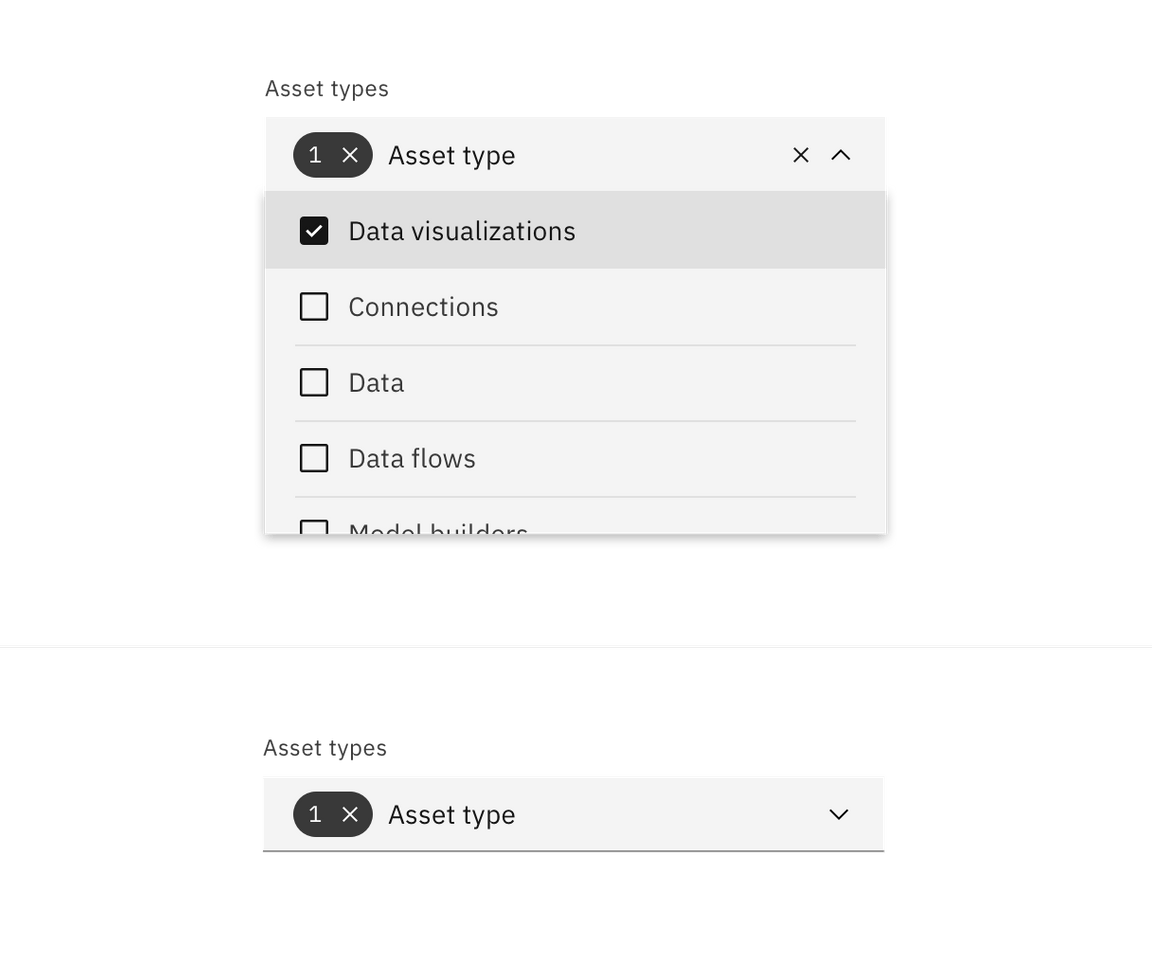 Asset types
1 Asset type
Data visualizations
Connections
Data
Data flows
Model builders
Asset types
1 Asset type